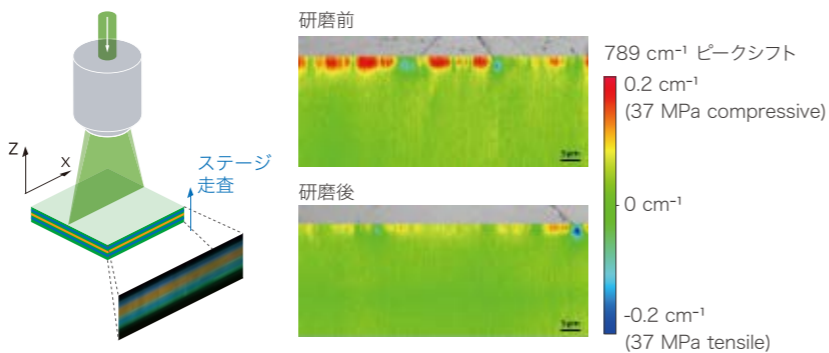 Z
X
ステージ
走査
研磨前
5μm
研磨後
5μm
789 cm⁻¹ ピークシフト
0.2 cm⁻¹
(37 MPa compressive)
0 cm⁻¹
-0.2 cm⁻¹
(37 MPa tensile)